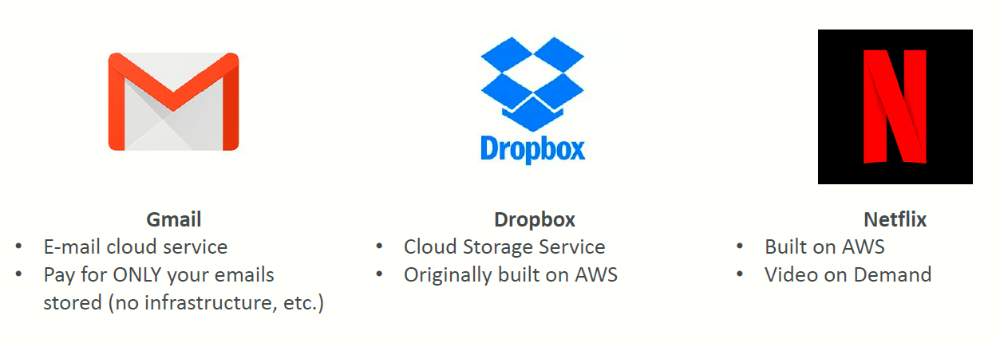 Dropbox
Gmail
• E-mail cloud service
• Pay for ONLY your emails
stored (no infrastructure, etc.)
Dropbox
• Cloud Storage Service
• Originally built on AWS
N
Netflix
• Built on AWS
• Video on Demand